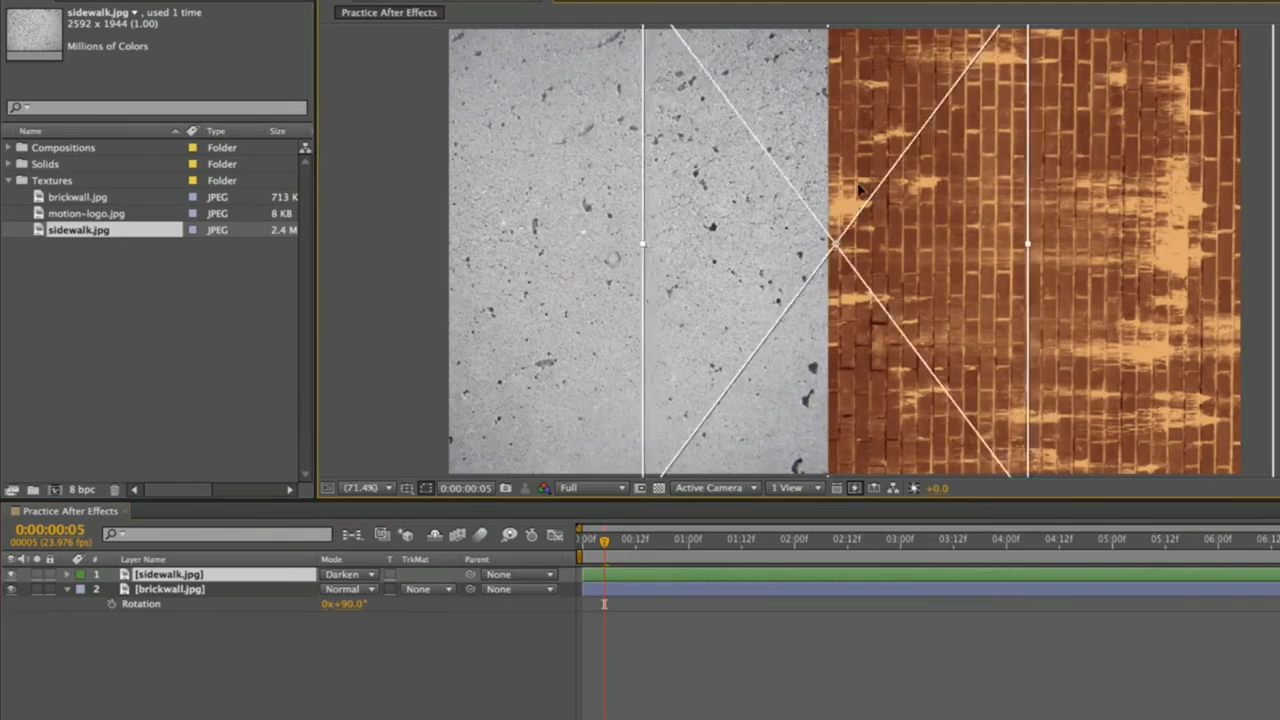 sidewalk.jpg ▾ , used 1 time
2592 x 1944 (1.00)
Millions of Colors
Practice After Effects
Name Type Size
Compositions Folder
Solids Folder
Textures Folder
brickwall.jpg JPEG 713 K
motion-logo.jpg JPEG 8 KB
sidewalk.jpg JPEG 2.4 M
8 bpc
(71.4%) 0:00:00:05 Full Active Camera 1 View +0.0
Practice After Effects
0:00:00:05
00005 (23.976 fps)
:00f 00:12f 01:00f 01:12f 02:00f 02:12f 03:00f 03:12f 04:00f 04:12f 05:00f 05:12f 06:00f 06:12
# Layer Name Mode T TrkMat Parent
1 [sidewalk.jpg] Darken None
2 [brickwall.jpg] Normal None None
Rotation 0x+90.0°